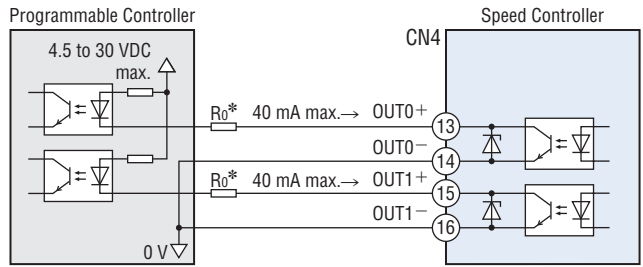 Programmable Controller
Speed Controller
CN4
4.5 to 30 VDC
max.
R0* 40 mA max.→ OUT0+
13
OUT0−
14
R0* 40 mA max.→ OUT1+
15
OUT1−
16
0 V